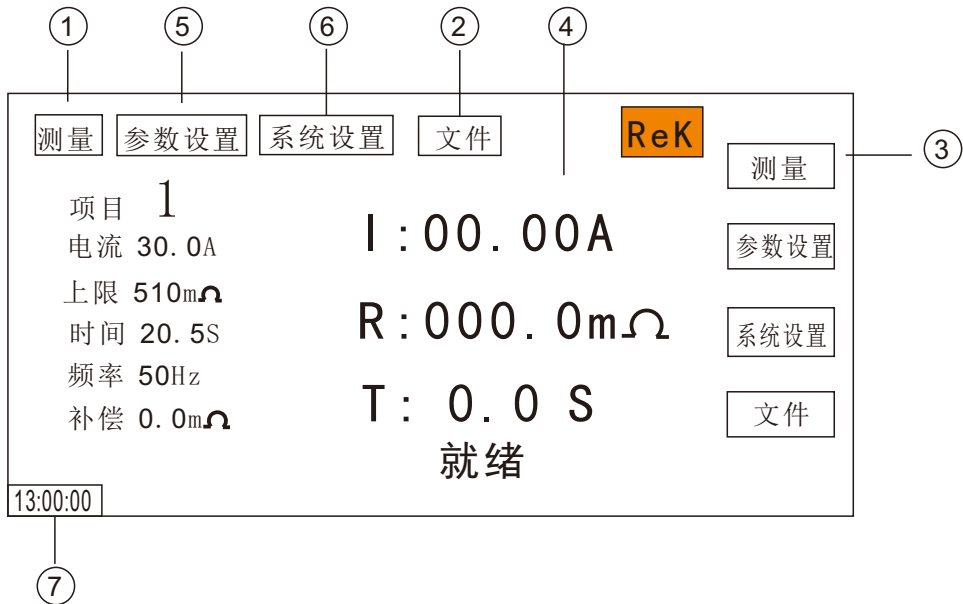 ① ⑤ ⑥ ② ④
测量 参数设置 系统设置 文件 ReK
③
测量
项目 1
电流 30.0A
I:00.00A
参数设置
上限 510mΩ
时间 20.5S
R:000.0mΩ
系统设置
频率 50Hz
补偿 0.0mΩ
T: 0.0 S
文件
就绪
13:00:00
⑦